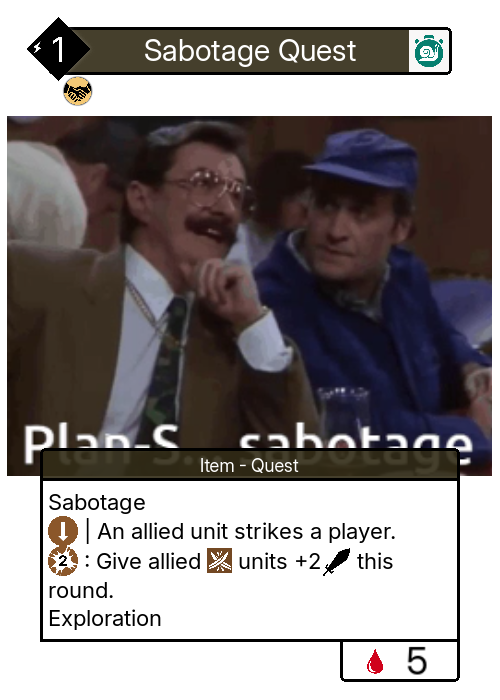 1
Sabotage Quest
Plan-S... sabotage
Item - Quest
Sabotage
| An allied unit strikes a player.
2 : Give allied units +2 this
round.
Exploration
5